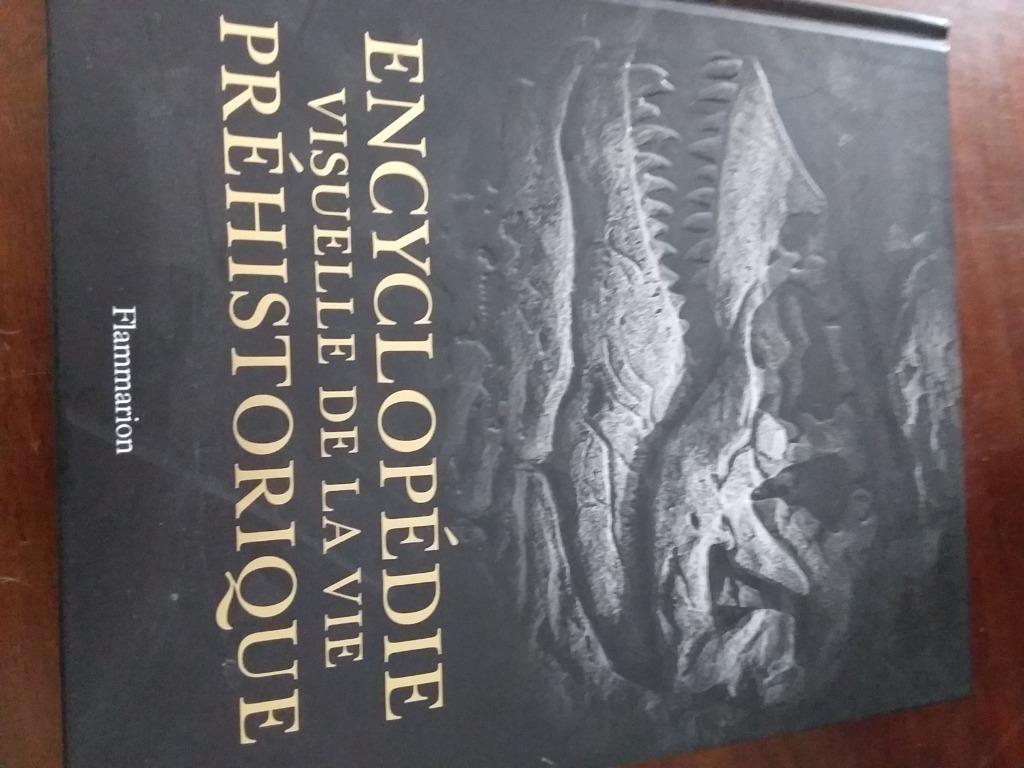 ENCYCLOPÉDIE
VISUELLE DE LA VIE
PRÉHISTORIQUE
Flammarion